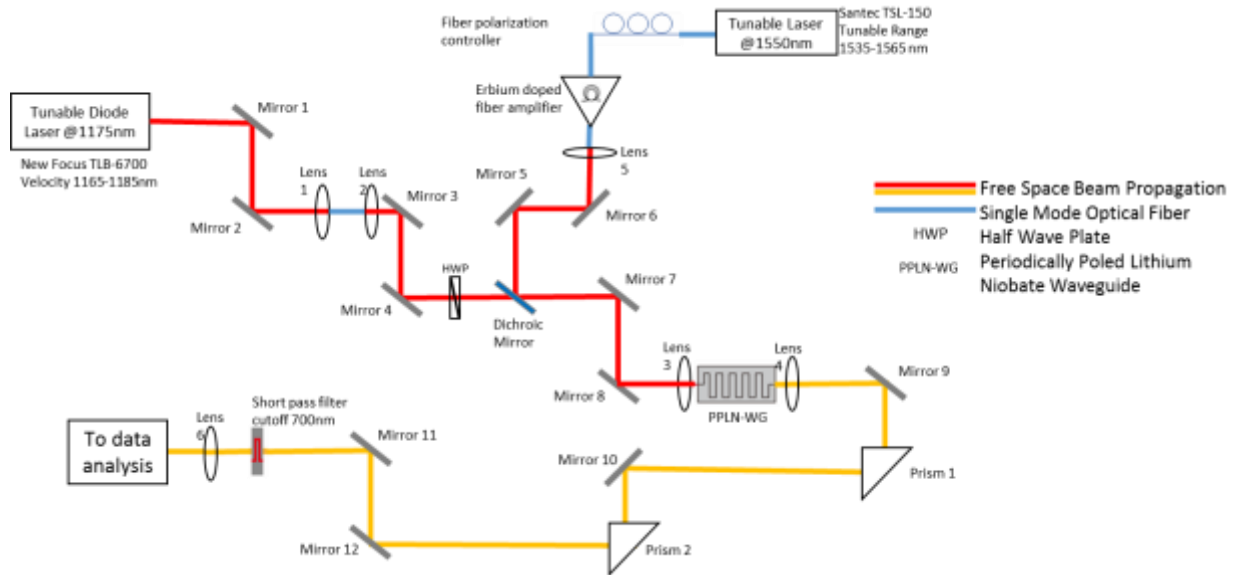 Fiber polarization
controller
Tunable Laser
@1550nm
Santec TSL-150
Tunable Range
1535-1565 nm
Erbium doped
fiber amplifier
Tunable Diode
Laser @1175nm
New Focus TLB-6700
Velocity 1165-1185nm
Mirror 1
Mirror 2
Lens
1
Lens
2
Mirror 3
Mirror 4
HWP
Lens
5
Mirror 5
Mirror 6
Dichroic
Mirror
Mirror 7
Mirror 8
Lens
3
PPLN-WG
Lens
4
Mirror 9
Free Space Beam Propagation
Single Mode Optical Fiber
HWP
Half Wave Plate
PPLN-WG
Periodically Poled Lithium
Niobate Waveguide
Prism 1
Mirror 10
Prism 2
Mirror 11
Mirror 12
Short pass filter
cutoff 700nm
Lens
6
To data
analysis